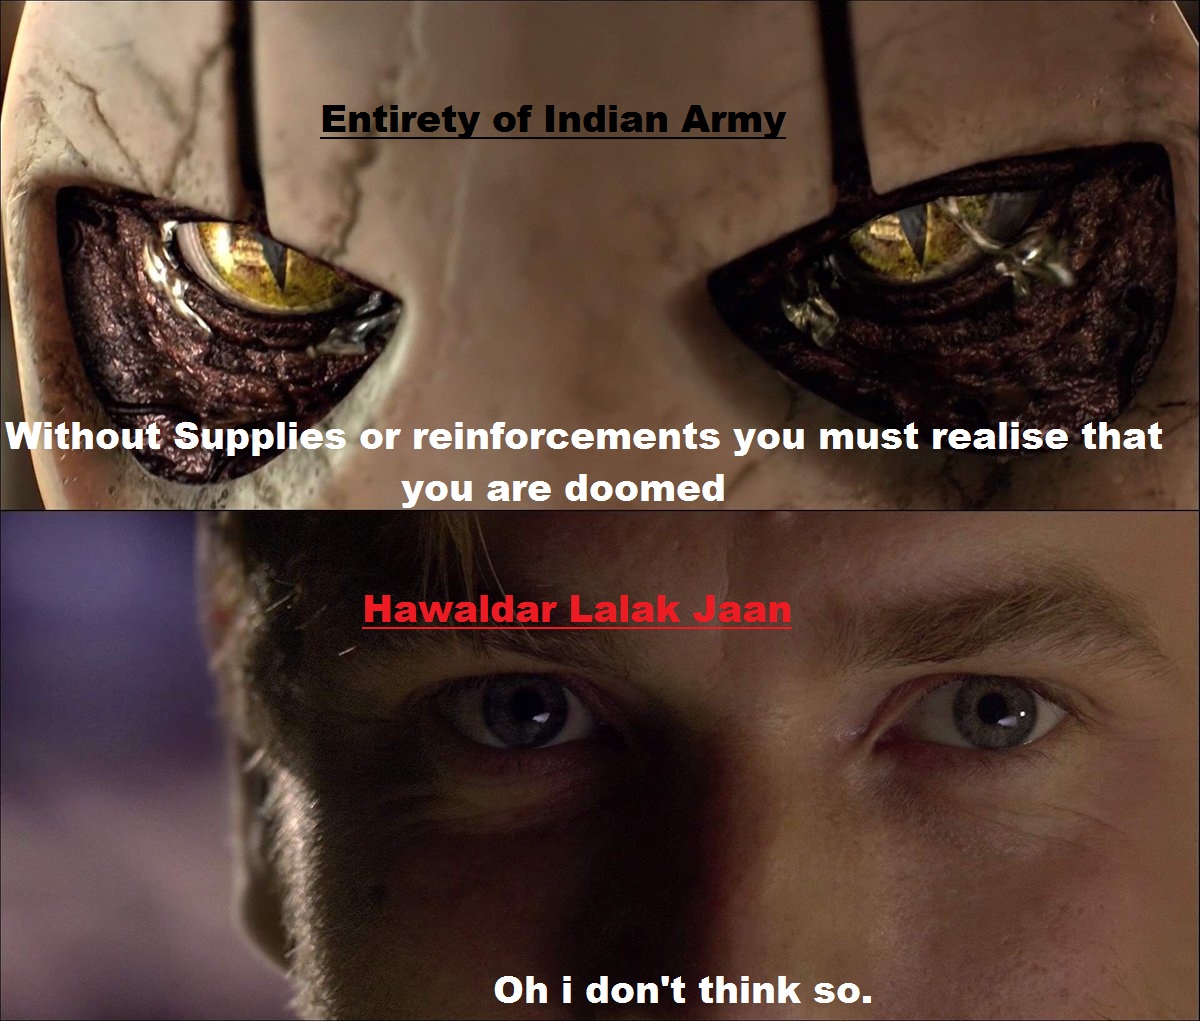 Entirety of Indian Army
Without Supplies or reinforcements you must realise that
you are doomed
Hawaldar Lalak Jaan
Oh i don't think so.